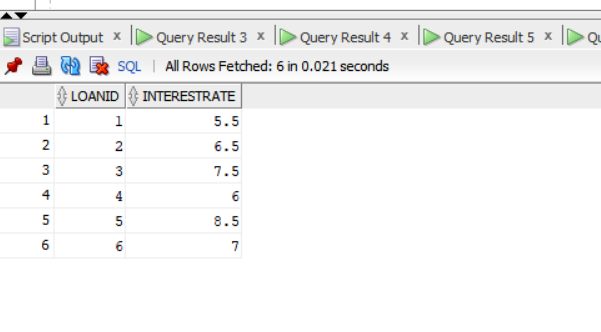 Script Output x Query Result 3 x Query Result 4 x Query Result 5 x
SQL | All Rows Fetched: 6 in 0.021 seconds
LOANID INTERESTRATE
1 1 5.5
2 2 6.5
3 3 7.5
4 4 6
5 5 8.5
6 6 7